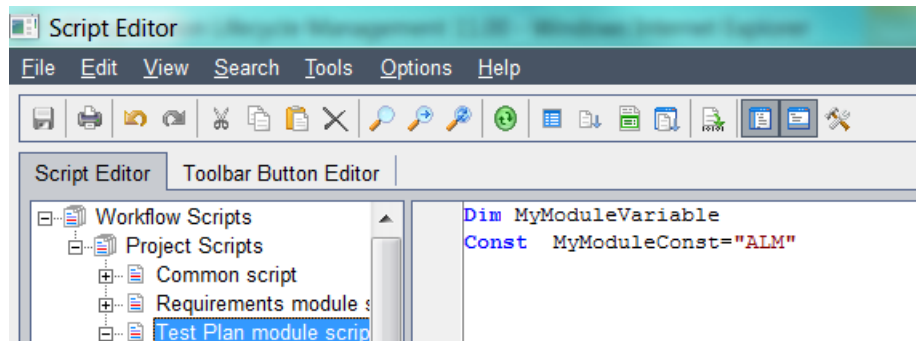 Script Editor
File Edit View Search Tools Options Help
Script Editor Toolbar Button Editor
Workflow Scripts
Project Scripts
Common script
Requirements module
Test Plan module scrip
Dim MyModuleVariable
Const MyModuleConst="ALM"